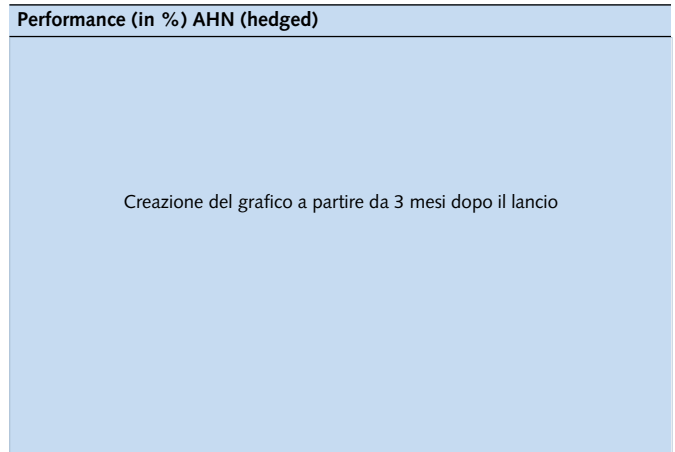 Performance (in %) AHN (hedged)
Creazione del grafico a partire da 3 mesi dopo il lancio